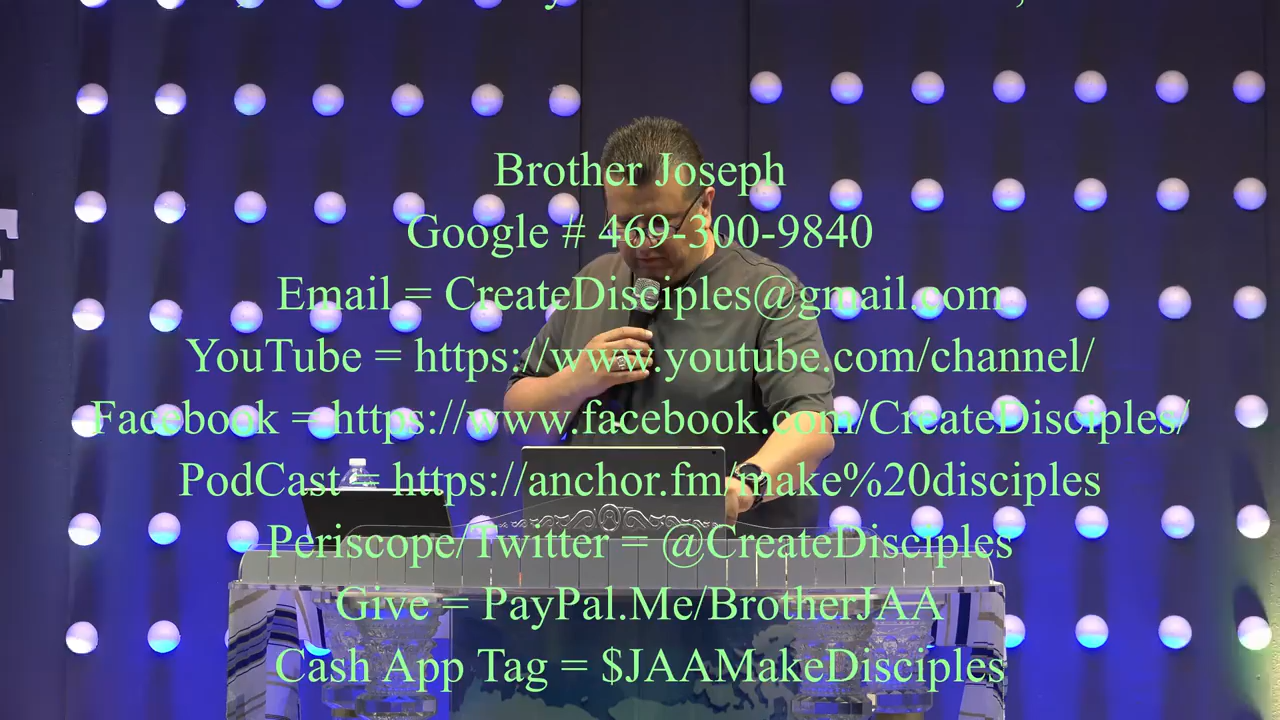 Brother Joseph
Google # 469-300-9840
Email = CreateDisciples@gmail.com
YouTube = https://www.youtube.com/channel/
Facebook = https://www.facebook.com/CreateDisciples/
PodCast = https://anchor.fm/make%20disciples
Periscope/Twitter = @CreateDisciples
Give = PayPal.Me/BrotherJAA
Cash App Tag = $JAAMakeDisciples